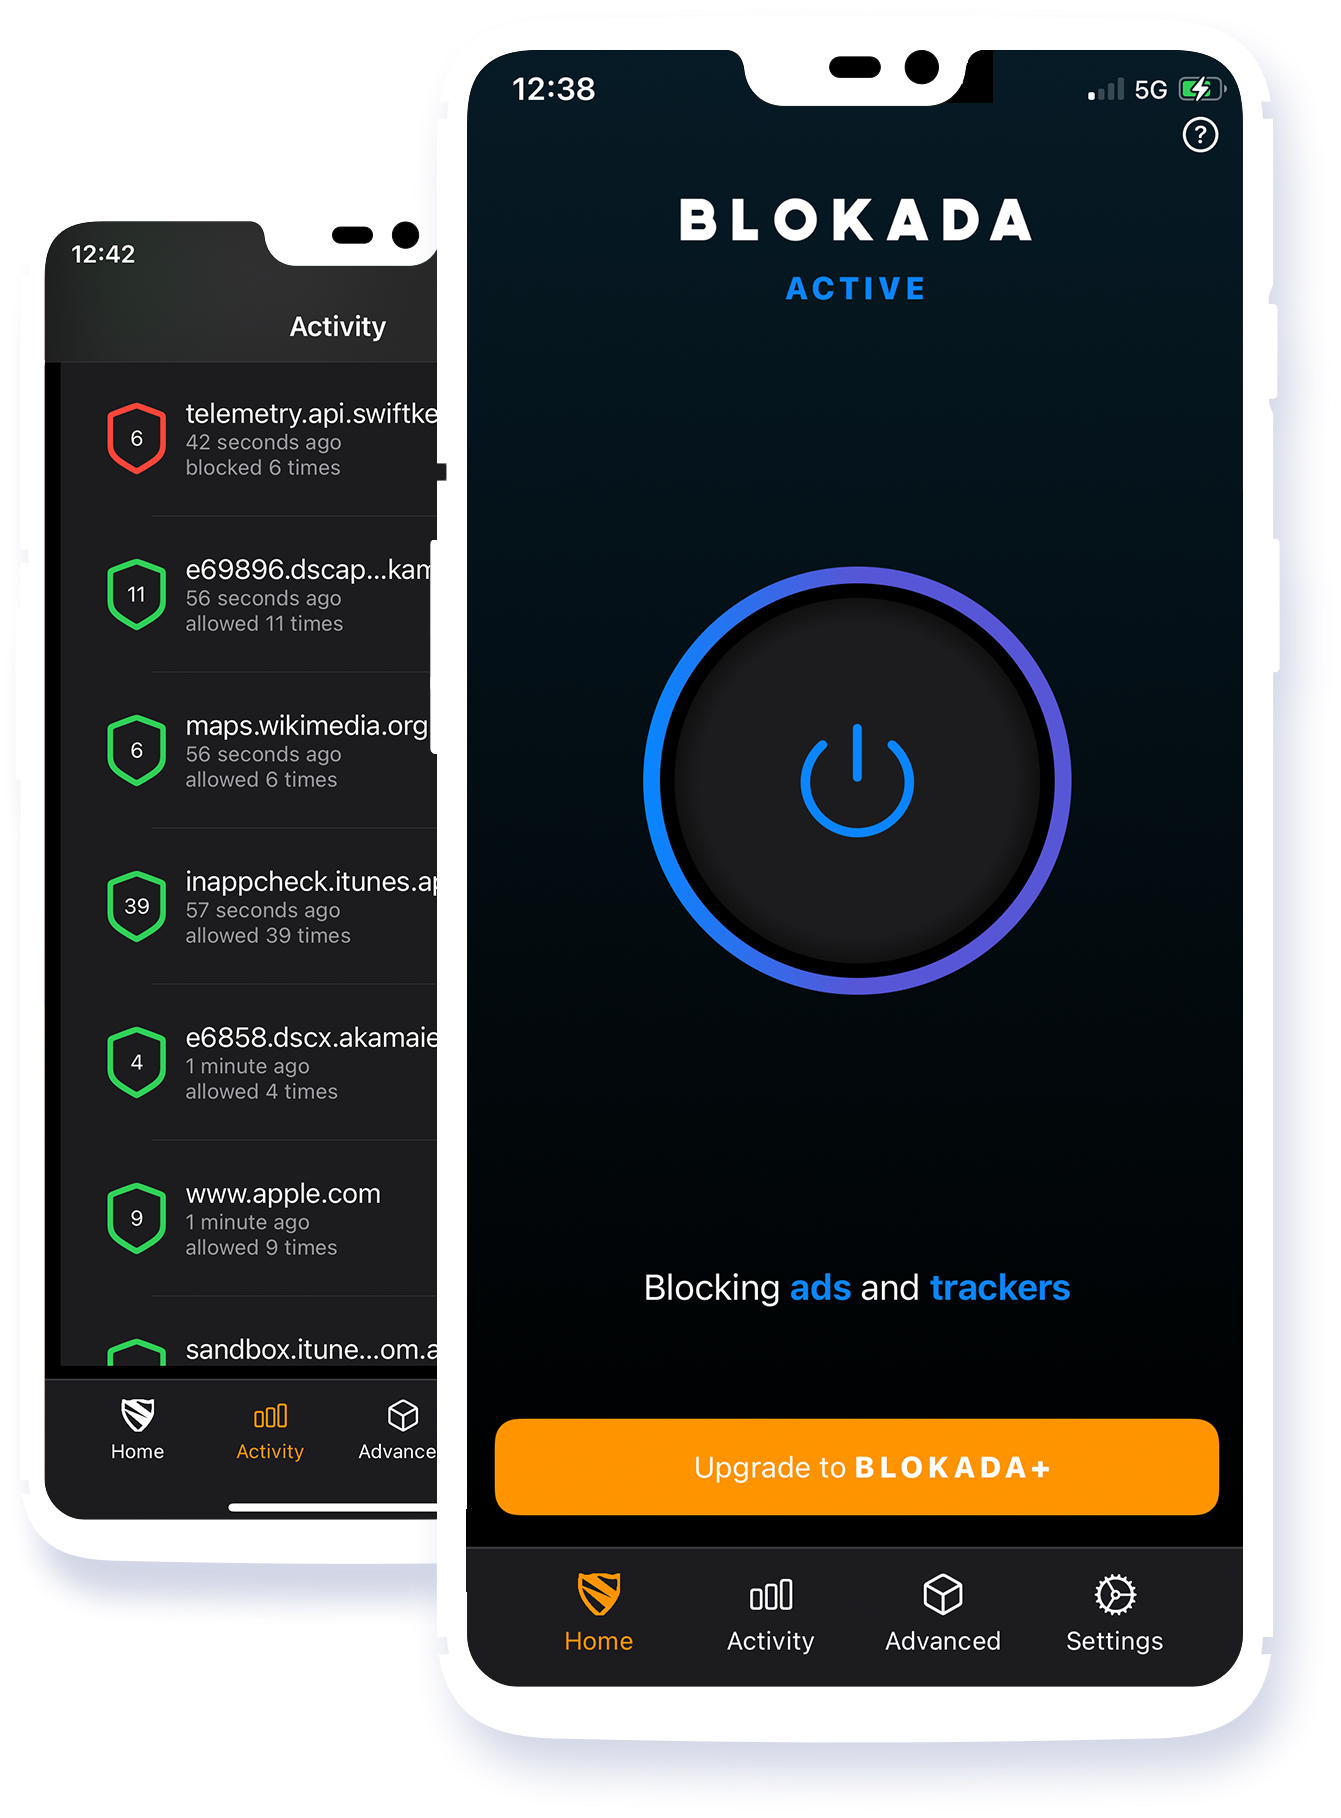 12:42
Activity
6
telemetry.api.swiftke
42 seconds ago
blocked 6 times
11
e69896.dscap...kam
56 seconds ago
allowed 11 times
6
maps.wikimedia.org
56 seconds ago
allowed 6 times
39
inappcheck.itunes.ap
57 seconds ago
allowed 39 times
4
e6858.dscx.akamaie
1 minute ago
allowed 4 times
9
www.apple.com
1 minute ago
allowed 9 times
sandbox.itune...om.a
Home Activity Advance
12:38 5G
?
BLOKADA
ACTIVE
Blocking ads and trackers
Upgrade to BLOKADA+
Home Activity Advanced Settings